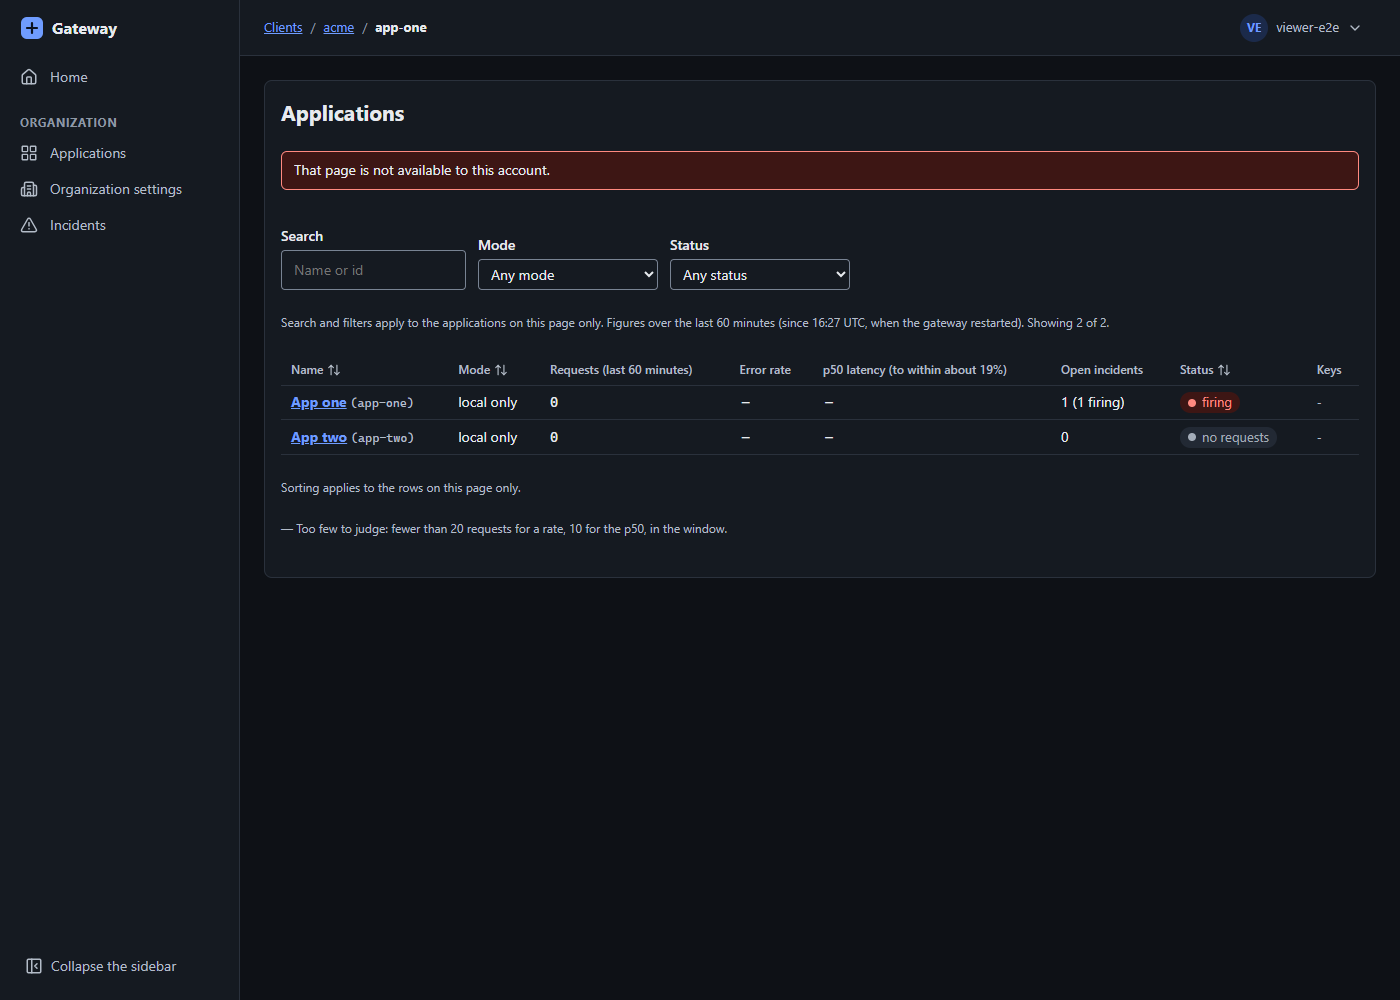 Gateway
Clients / acme / app-one
VE viewer-e2e
Home
ORGANIZATION
Applications
Organization settings
Incidents
Collapse the sidebar
Applications
That page is not available to this account.
Search
Name or id
Mode
Any mode
Status
Any status
Search and filters apply to the applications on this page only. Figures over the last 60 minutes (since 16:27 UTC, when the gateway restarted). Showing 2 of 2.
Name Mode Requests (last 60 minutes) Error rate p50 latency (to within about 19%) Open incidents Status Keys
App one (app-one) local only 0 — — 1 (1 firing) firing -
App two (app-two) local only 0 — — 0 no requests -
Sorting applies to the rows on this page only.
— Too few to judge: fewer than 20 requests for a rate, 10 for the p50, in the window.